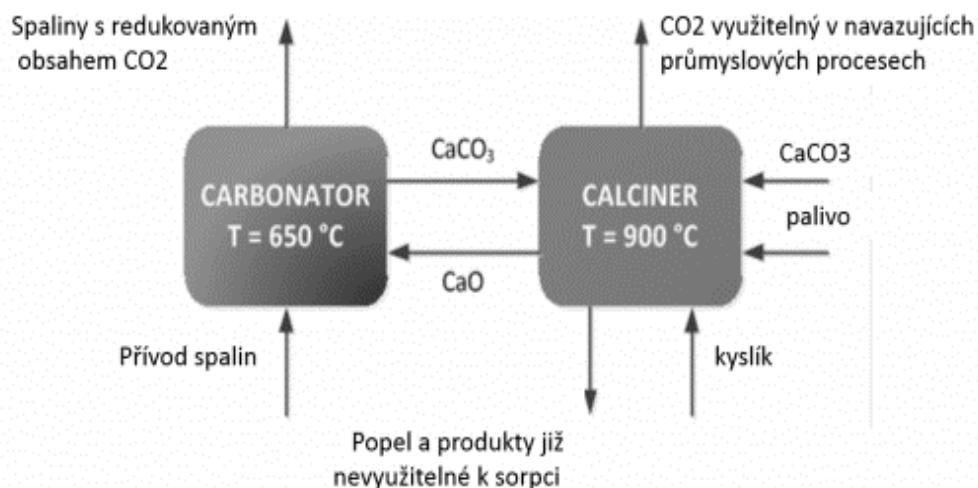 Spaliny s redukovaným
obsahem CO2
CO2 využitelný v navazujících
průmyslových procesech
CARBONATOR
T = 650 °C
CaCO₃
CaO
CALCINER
T = 900 °C
CaCO3
palivo
Přívod spalin
kyslík
Popel a produkty již
nevyužitelné k sorpci